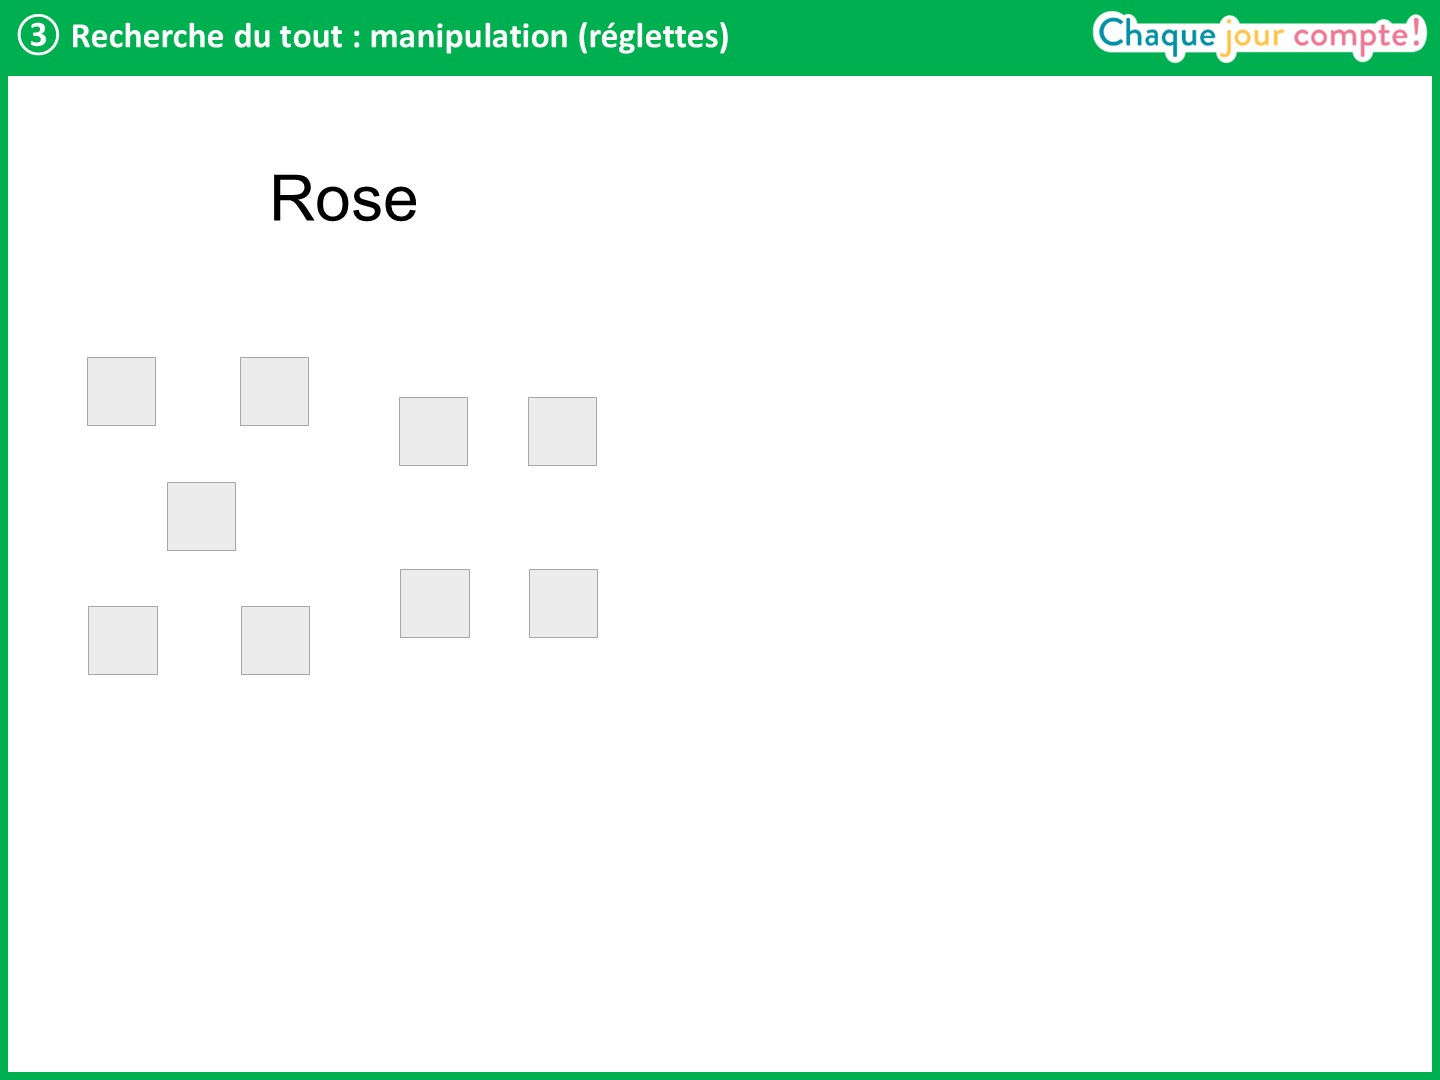 ③ Recherche du tout : manipulation (réglettes)
Chaque jour compte!
Rose